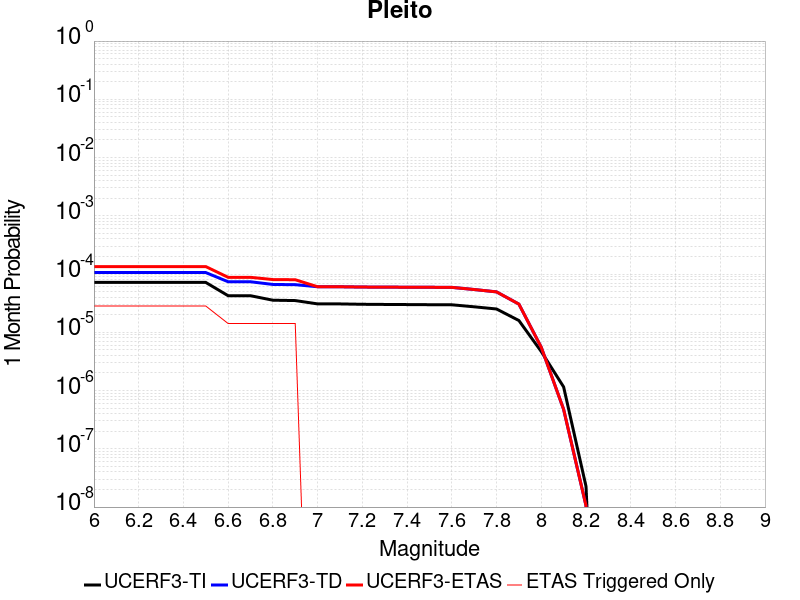 Pleito
10^0
10^-1
10^-2
10^-3
10^-4
10^-5
10^-6
10^-7
10^-8
1 Month Probability
6 6.2 6.4 6.6 6.8 7 7.2 7.4 7.6 7.8 8 8.2 8.4 8.6 8.8 9
Magnitude
UCERF3-TI UCERF3-TD UCERF3-ETAS ETAS Triggered Only